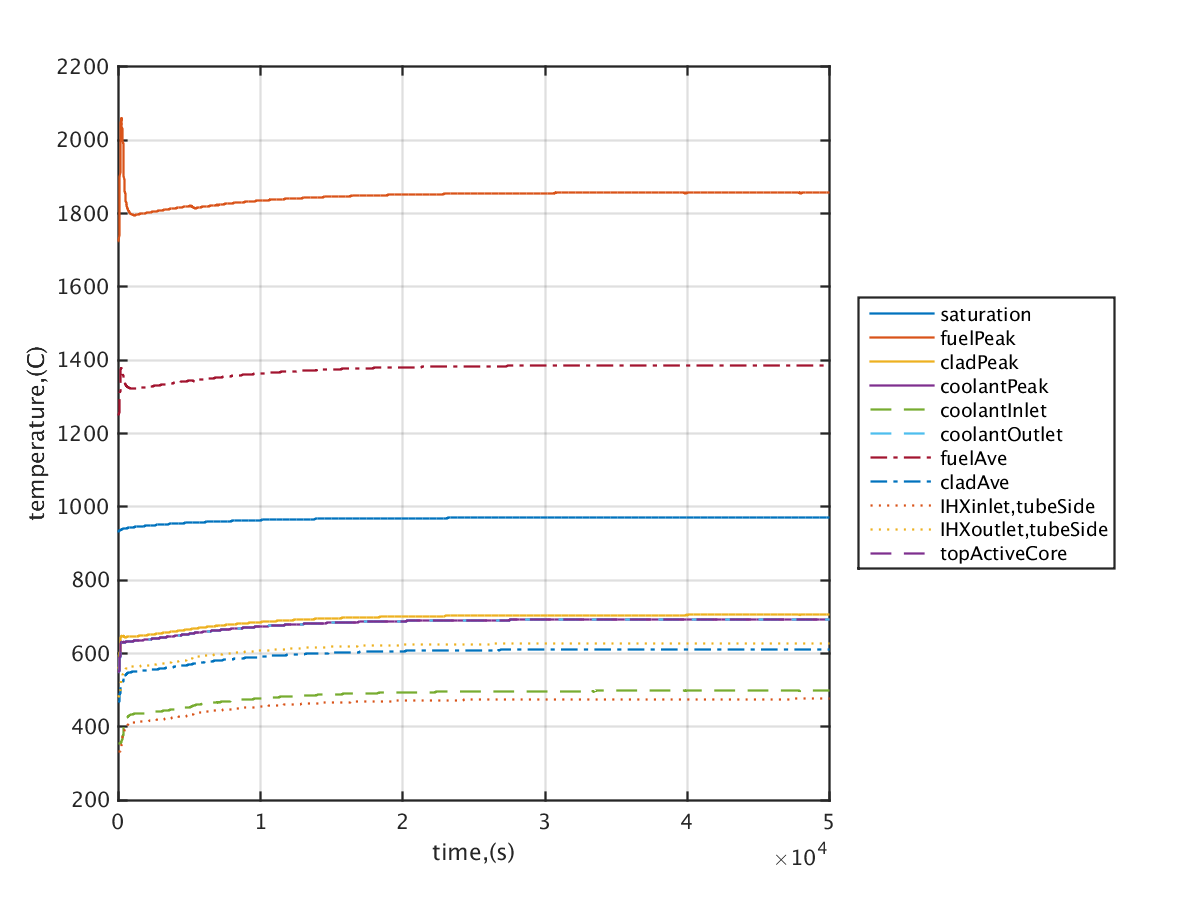 2200
2000
1800
1600
1400
1200
1000
800
600
400
200
temperature,(C)
0 1 2 3 4 5
time,(s)
×10^4
saturation
fuelPeak
cladPeak
coolantPeak
coolantInlet
coolantOutlet
fuelAve
cladAve
IHXinlet,tubeSide
IHXoutlet,tubeSide
topActiveCore